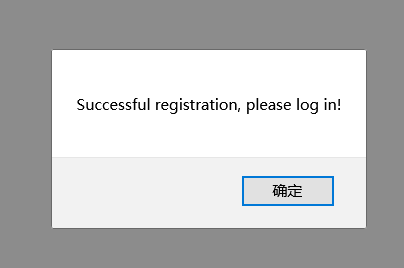 Successful registration, please log in!
确定